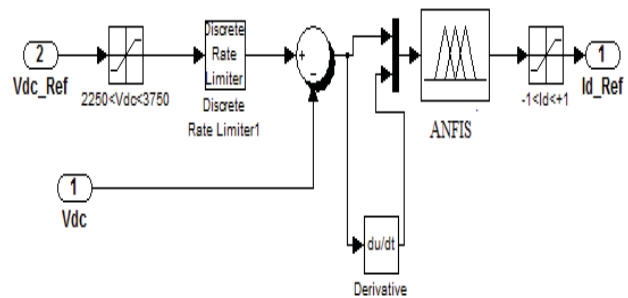 2
Vdc_Ref
2250<Vdc<3750
Discrete
Rate
Limiter
Discrete
Rate Limiter1
+
−
ANFIS
-1<Id<+1
1
Id_Ref
1
Vdc
du/dt
Derivative